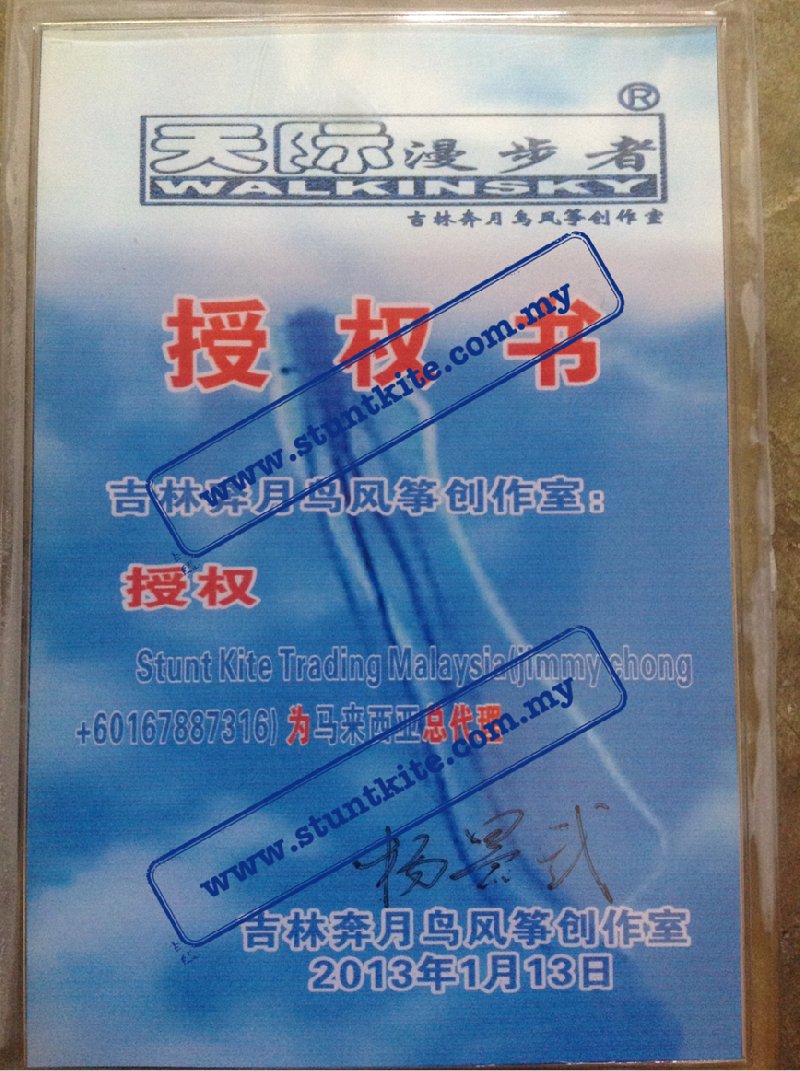 ®
天际漫步者
WALKINSKY
吉林奔月鸟风筝创作室
授权书
www.stuntkite.com.my
吉林奔月鸟风筝创作室：
授权
Stunt Kite Trading Malaysia(jimmy chong
+60167887316) 为马来西亚总代理
www.stuntkite.com.my
杨景武
吉林奔月鸟风筝创作室
2013年1月13日